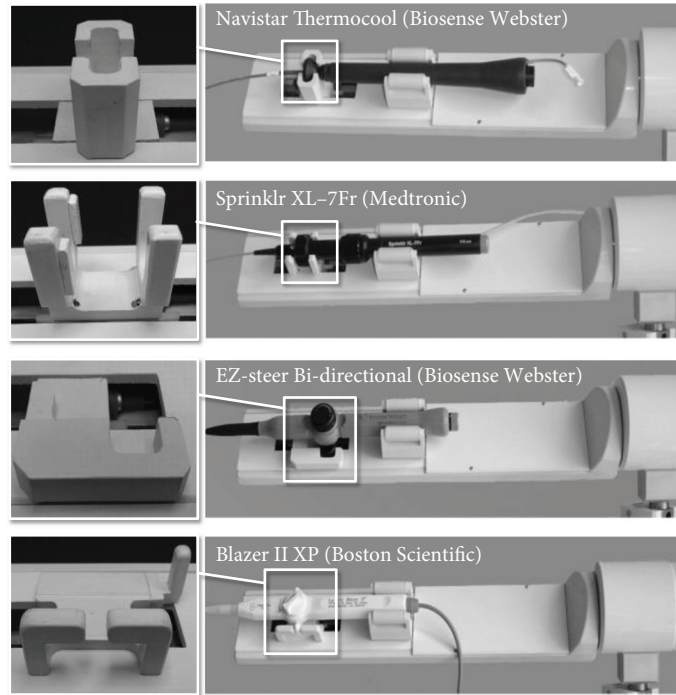 Navistar Thermocool (Biosense Webster)
Sprinklr XL–7Fr (Medtronic)
Sprinklr XL-7Fr
EZ-steer Bi-directional (Biosense Webster)
Blazer II XP (Boston Scientific)